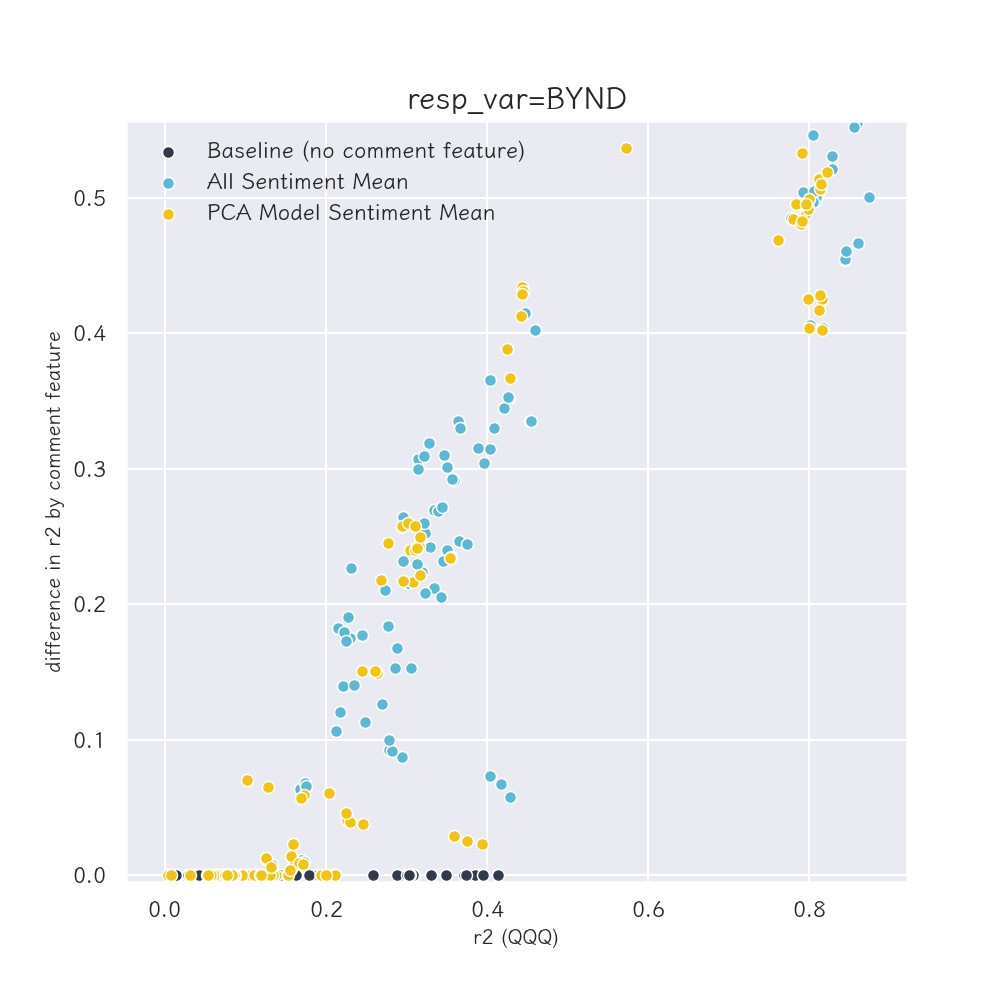 resp_var=BYND
Baseline (no comment feature)
All Sentiment Mean
PCA Model Sentiment Mean
difference in r2 by comment feature
0.5
0.4
0.3
0.2
0.1
0.0
0.0 0.2 0.4 0.6 0.8
r2 (QQQ)